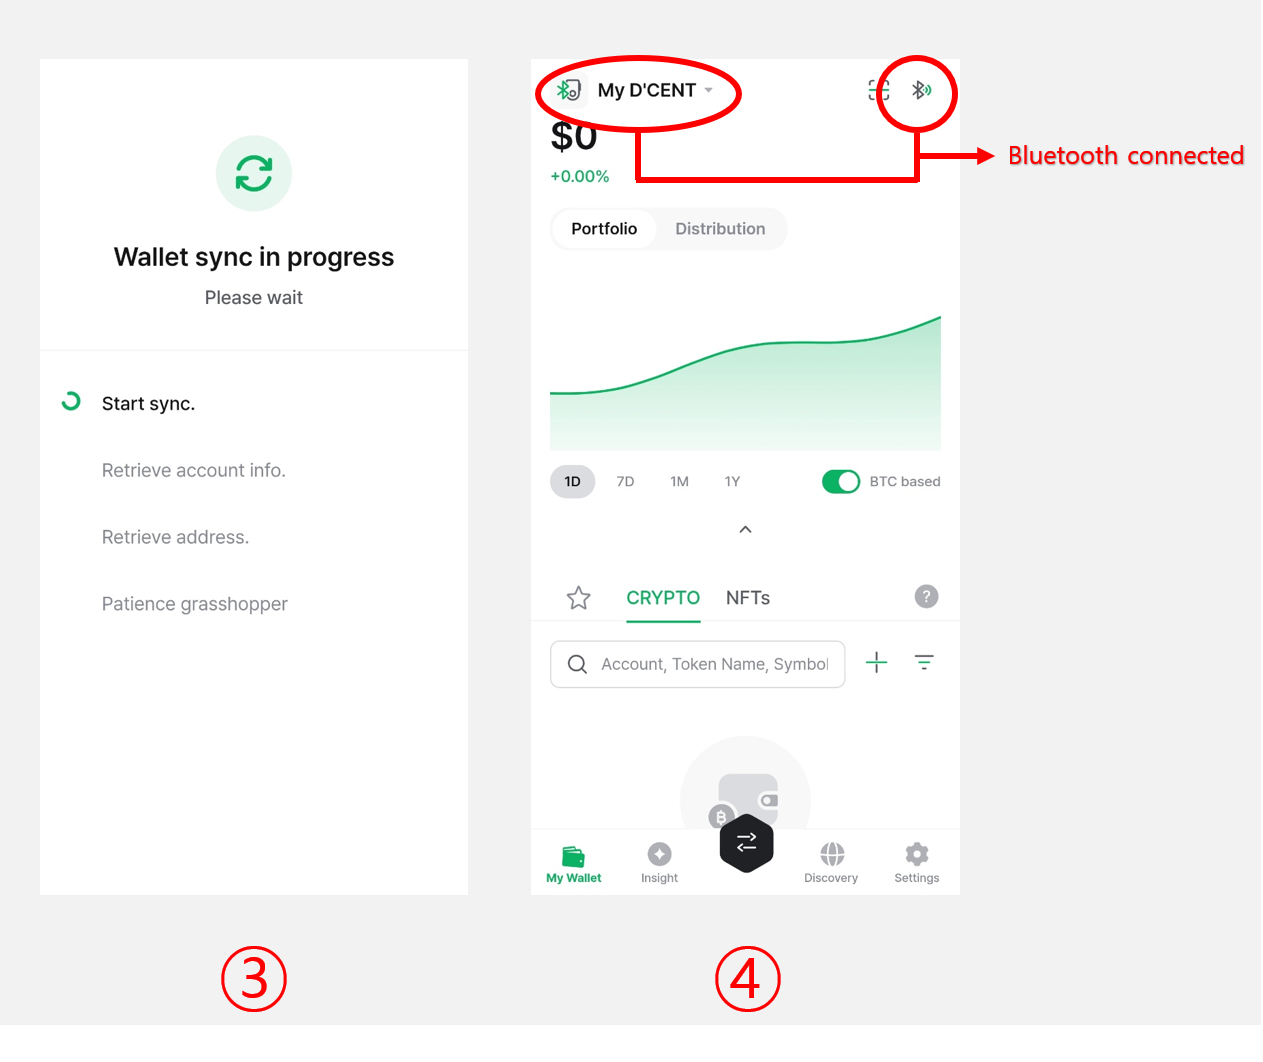 Wallet sync in progress
Please wait
Start sync.
Retrieve account info.
Retrieve address.
Patience grasshopper
③
My D'CENT
$0
+0.00%
Bluetooth connected
Portfolio Distribution
1D 7D 1M 1Y BTC based
CRYPTO NFTs ?
Account, Token Name, Symbol
My Wallet Insight Discovery Settings
④